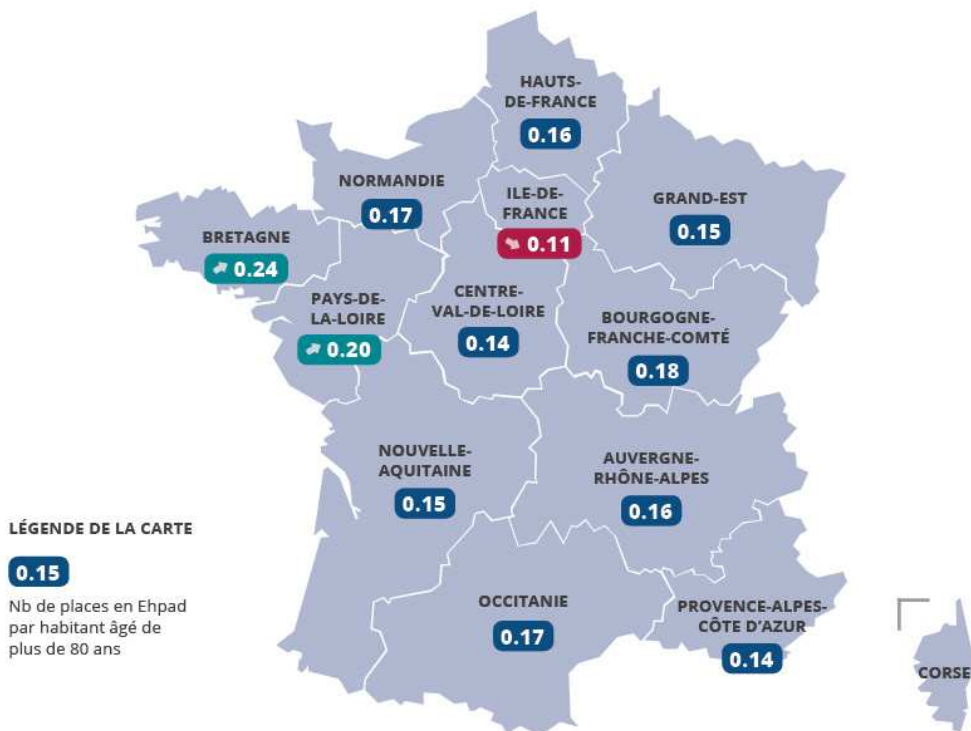 HAUTS-
DE-FRANCE
0.16
NORMANDIE
0.17
ILE-DE-
FRANCE
0.11
GRAND-EST
0.15
BRETAGNE
0.24
PAYS-DE-
LA-LOIRE
0.20
CENTRE-
VAL-DE-LOIRE
0.14
BOURGOGNE-
FRANCHE-COMTÉ
0.18
NOUVELLE-
AQUITAINE
0.15
AUVERGNE-
RHÔNE-ALPES
0.16
LÉGENDE DE LA CARTE
0.15
Nb de places en Ehpad
par habitant âgé de
plus de 80 ans
OCCITANIE
0.17
PROVENCE-ALPES-
CÔTE D'AZUR
0.14
CORSE